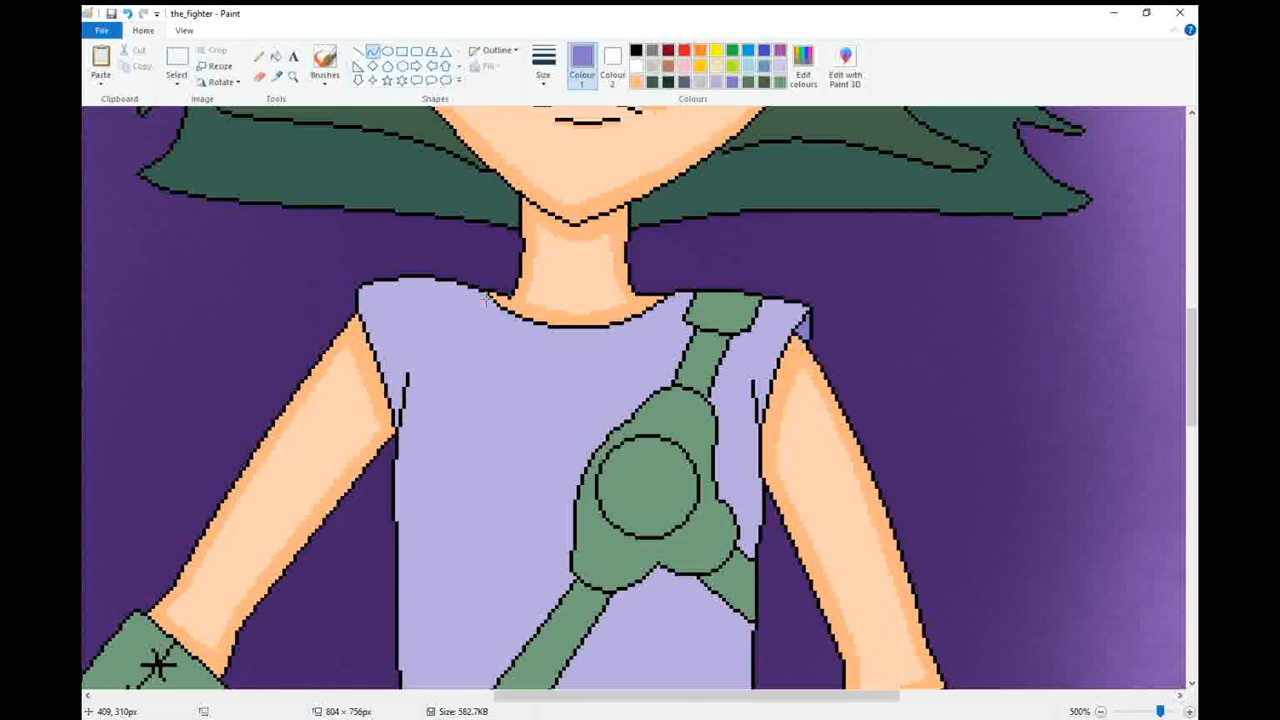 the_fighter - Paint
File Home View
Cut Crop Outline
Paste Copy Select Resize Brushes Fill Size Colour Colour Edit Edit with
Rotate 1 2 colours Paint 3D
Clipboard Image Tools Shapes Colours
409, 310px 804 × 756px Size: 582.7KB 500%